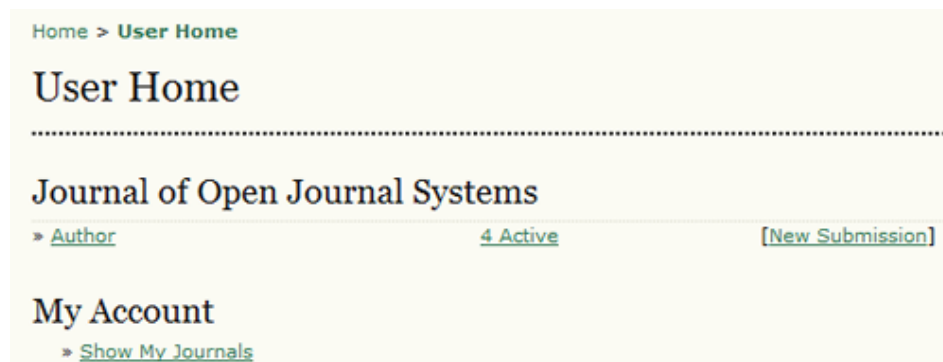 Home > User Home
User Home
Journal of Open Journal Systems
» Author 4 Active [New Submission]
My Account
» Show My Journals